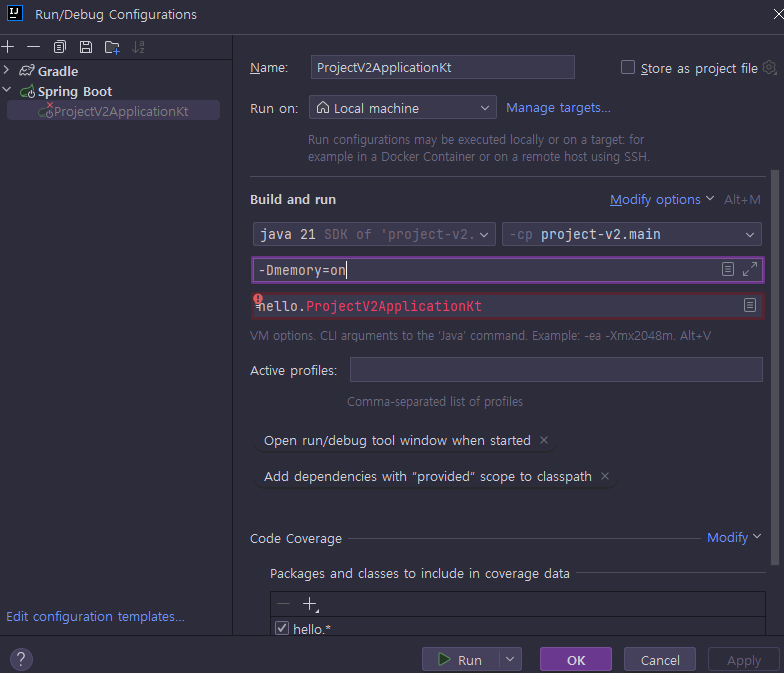 IJ Run/Debug Configurations
Gradle
Spring Boot
ProjectV2ApplicationKt
Edit configuration templates...
Name: ProjectV2ApplicationKt Store as project file
Run on: Local machine Manage targets...
Run configurations may be executed locally or on a target: for
example in a Docker Container or on a remote host using SSH.
Build and run Modify options Alt+M
java 21 SDK of 'project-v2. -cp project-v2.main
-Dmemory=on
hello.ProjectV2ApplicationKt
VM options. CLI arguments to the 'Java' command. Example: -ea -Xmx2048m. Alt+V
Active profiles:
Comma-separated list of profiles
Open run/debug tool window when started ×
Add dependencies with “provided” scope to classpath ×
Code Coverage Modify
Packages and classes to include in coverage data
hello.*
? Run OK Cancel Apply